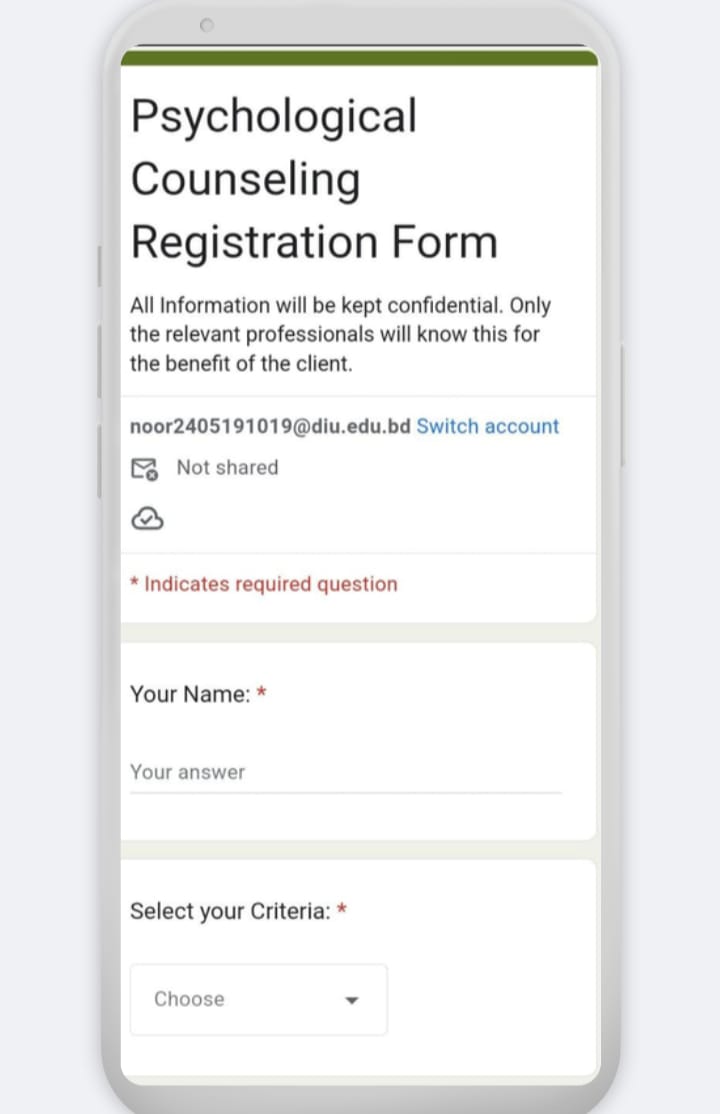 Psychological
Counseling
Registration Form
All Information will be kept confidential. Only
the relevant professionals will know this for
the benefit of the client.
noor2405191019@diu.edu.bd Switch account
Not shared
* Indicates required question
Your Name: *
Your answer
Select your Criteria: *
Choose